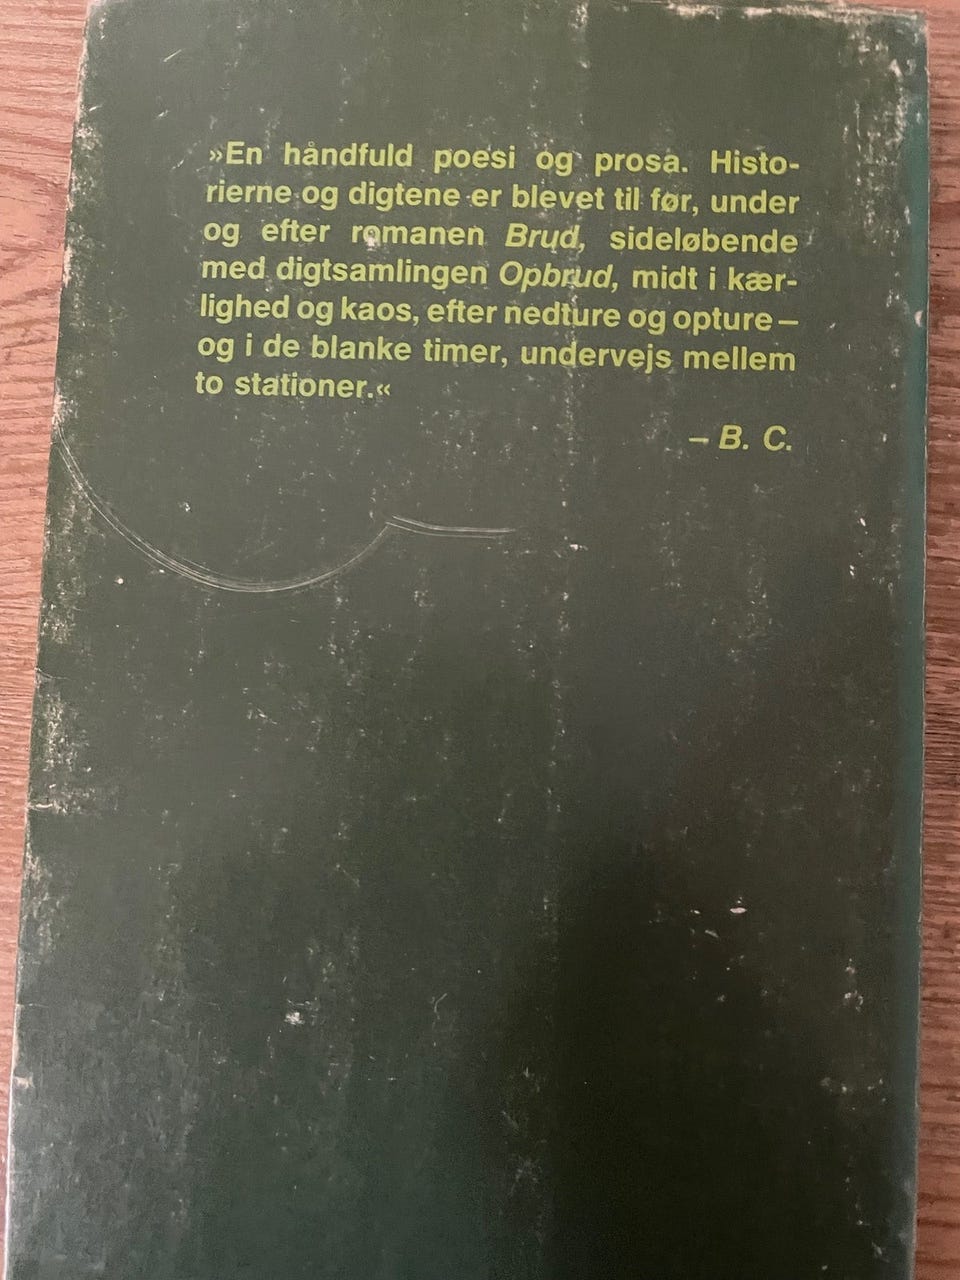 »En håndfuld poesi og prosa. Histo-
rierne og digtene er blevet til før, under
og efter romanen Brud, sideløbende
med digtsamlingen Opbrud, midt i kær-
lighed og kaos, efter nedture og opture –
og i de blanke timer, undervejs mellem
to stationer.«
– B. C.